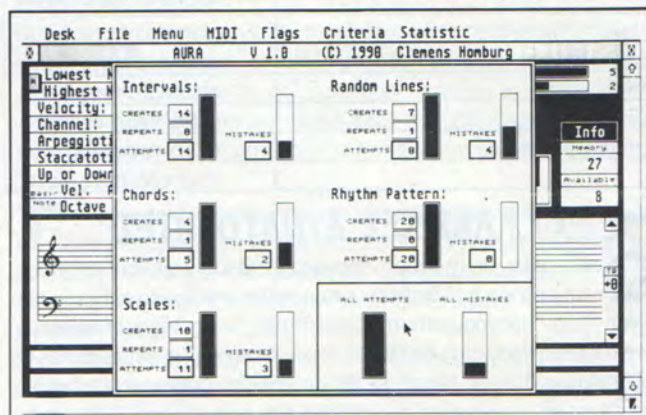 Desk File Menu MIDI Flags Criteria Statistic
AURA V 1.0 (C) 1990 Clemens Homburg
Lowest
Highest
Velocity:
Channel:
Arpeggioti
Staccatoti
Up or Down
Vel.
Note Octave
Intervals:
CREATES 14
REPEATS 0
ATTEMPTS 14
MISTAKES 4
Chords:
CREATES 4
REPEATS 1
ATTEMPTS 5
MISTAKES 2
Scales:
CREATES 10
REPEATS 1
ATTEMPTS 11
MISTAKES 3
Random Lines:
CREATES 7
REPEATS 1
ATTEMPTS 8
MISTAKES 4
Rhythm Pattern:
CREATES 20
REPEATS 0
ATTEMPTS 20
MISTAKES 0
ALL ATTEMPTS ALL MISTAKES
5
2
Info
Memory
27
Available
8
+0